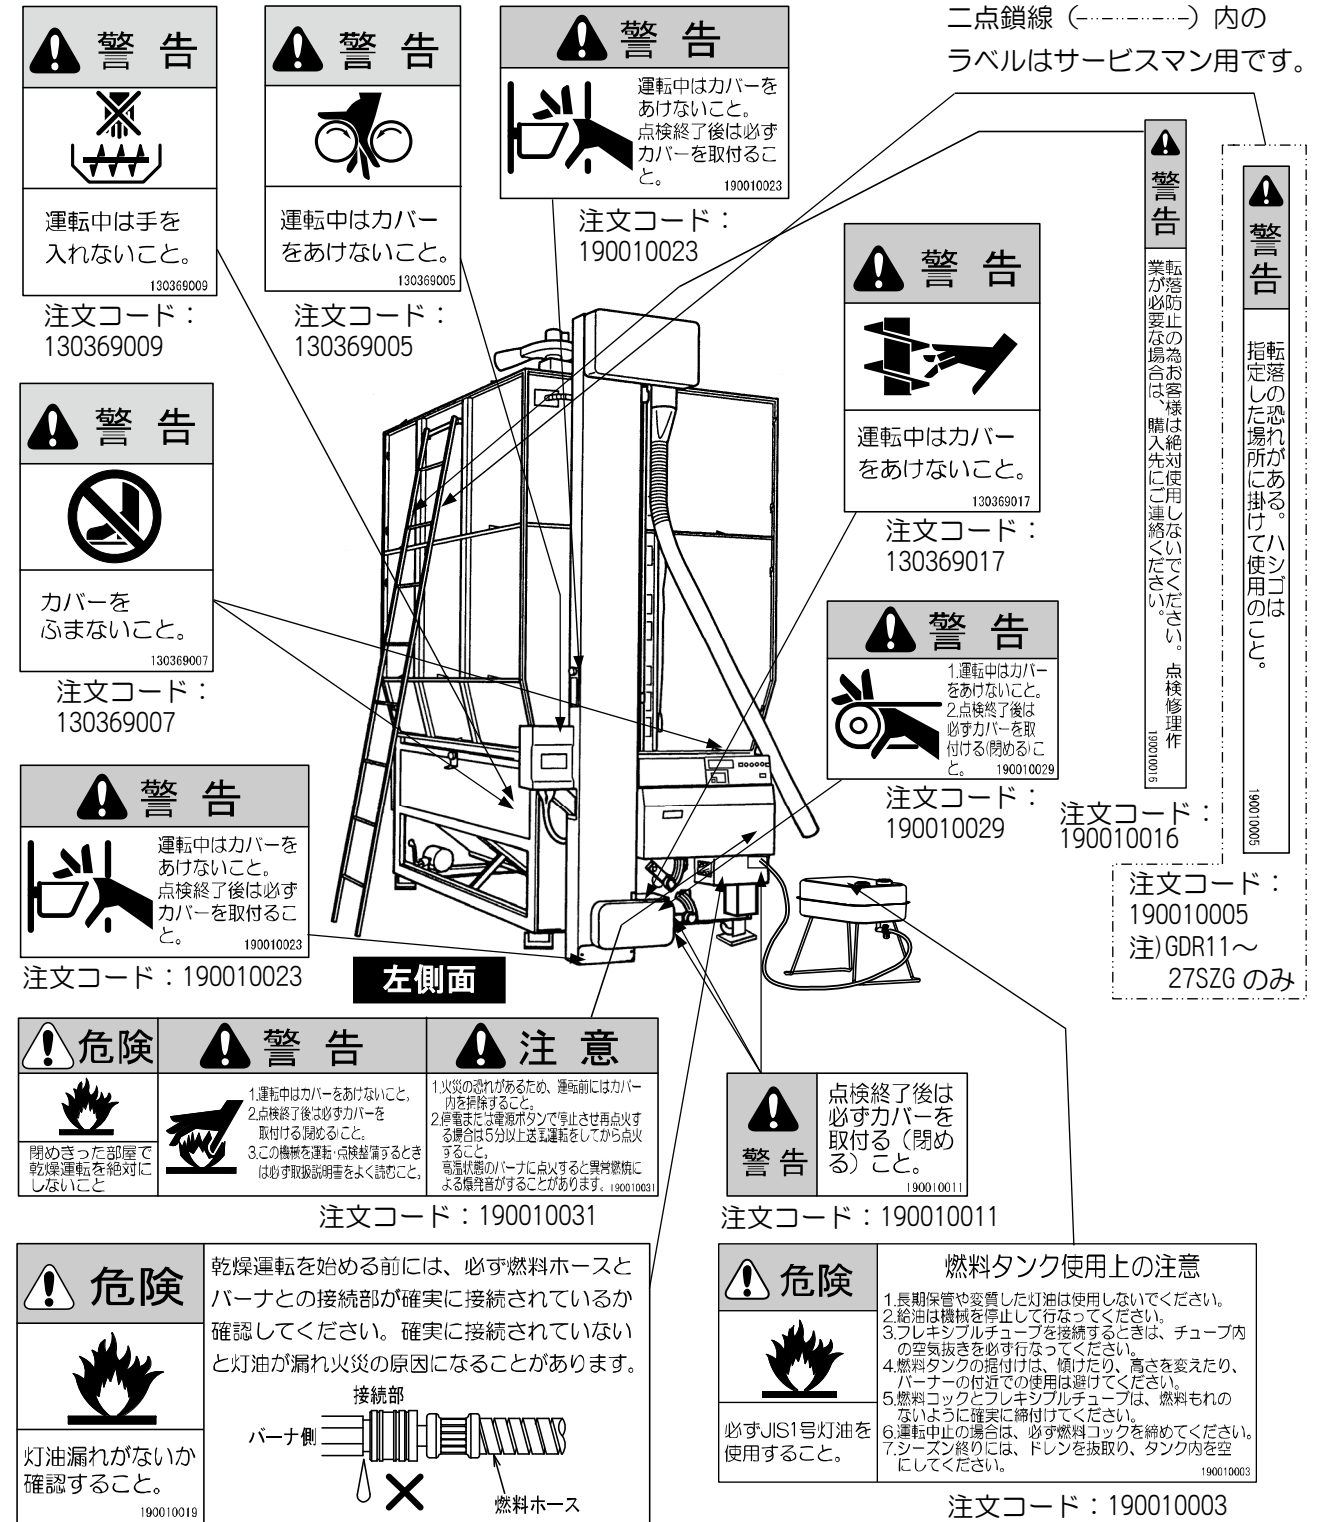 二点鎖線（-··-··-··-）内の
ラベルはサービスマン用です。
警 告
運転中は手を
入れないこと。
130369009
注文コード：
130369009
警 告
運転中はカバー
をあけないこと。
130369005
注文コード：
130369005
警 告
運転中はカバーを
あけないこと。
点検終了後は必ず
カバーを取付るこ
と。
190010023
注文コード：
190010023
警 告
運転中はカバー
をあけないこと。
130369017
注文コード：
130369017
警告
転落防止の為お客様は絶対使用しないでください。点検修理作
業が必要な場合は、購入先にご連絡ください。
190010016
注文コード：
190010016
警告
転落の恐れがある。ハシゴは
指定した場所に掛けて使用のこと。
190010005
注文コード：
190010005
注)GDR11～
27SZG のみ
警 告
カバーを
ふまないこと。
130369007
注文コード：
130369007
警 告
1.運転中はカバー
をあけないこと。
2.点検終了後は
必ずカバーを取
付ける(閉める)こ
と。
190010029
注文コード：
190010029
警 告
運転中はカバーを
あけないこと。
点検終了後は必ず
カバーを取付るこ
と。
190010023
注文コード：190010023
左側面
危険
閉めきった部屋で
乾燥運転を絶対に
しないこと
警 告
1.運転中はカバーをあけないこと。
2.点検終了後は必ずカバーを
取付ける(閉める)こと。
3.この機械を運転・点検整備するとき
は必ず取扱説明書をよく読むこと。
注 意
1.火災の恐れがあるため、運転前にはカバー
内を掃除すること。
2.停電または電源ボタンで停止させ再点火す
る場合は5分以上送風運転をしてから点火
すること。
高温状態のバーナに点火すると異常燃焼に
よる爆発音がすることがあります。
190010031
注文コード：190010031
警告
点検終了後は
必ずカバーを
取付る（閉め
る）こと。
190010011
注文コード：190010011
危険
灯油漏れがないか
確認すること。
190010019
乾燥運転を始める前には、必ず燃料ホースと
バーナとの接続部が確実に接続されているか
確認してください。確実に接続されていない
と灯油が漏れ火災の原因になることがあります。
接続部
バーナ側
燃料ホース
危険
必ずJIS1号灯油を
使用すること。
燃料タンク使用上の注意
1.長期保管や変質した灯油は使用しないでください。
2.給油は機械を停止して行なってください。
3.フレキシブルチューブを接続するときは、チューブ内
の空気抜きを必ず行なってください。
4.燃料タンクの据付けは、傾けたり、高さを変えたり、
バーナーの付近での使用は避けてください。
5.燃料コックとフレキシブルチューブは、燃料もれの
ないように確実に締付けてください。
6.運転中止の場合は、必ず燃料コックを締めてください。
7.シーズン終りには、ドレンを抜取り、タンク内を空
にしてください。
190010003
注文コード：190010003